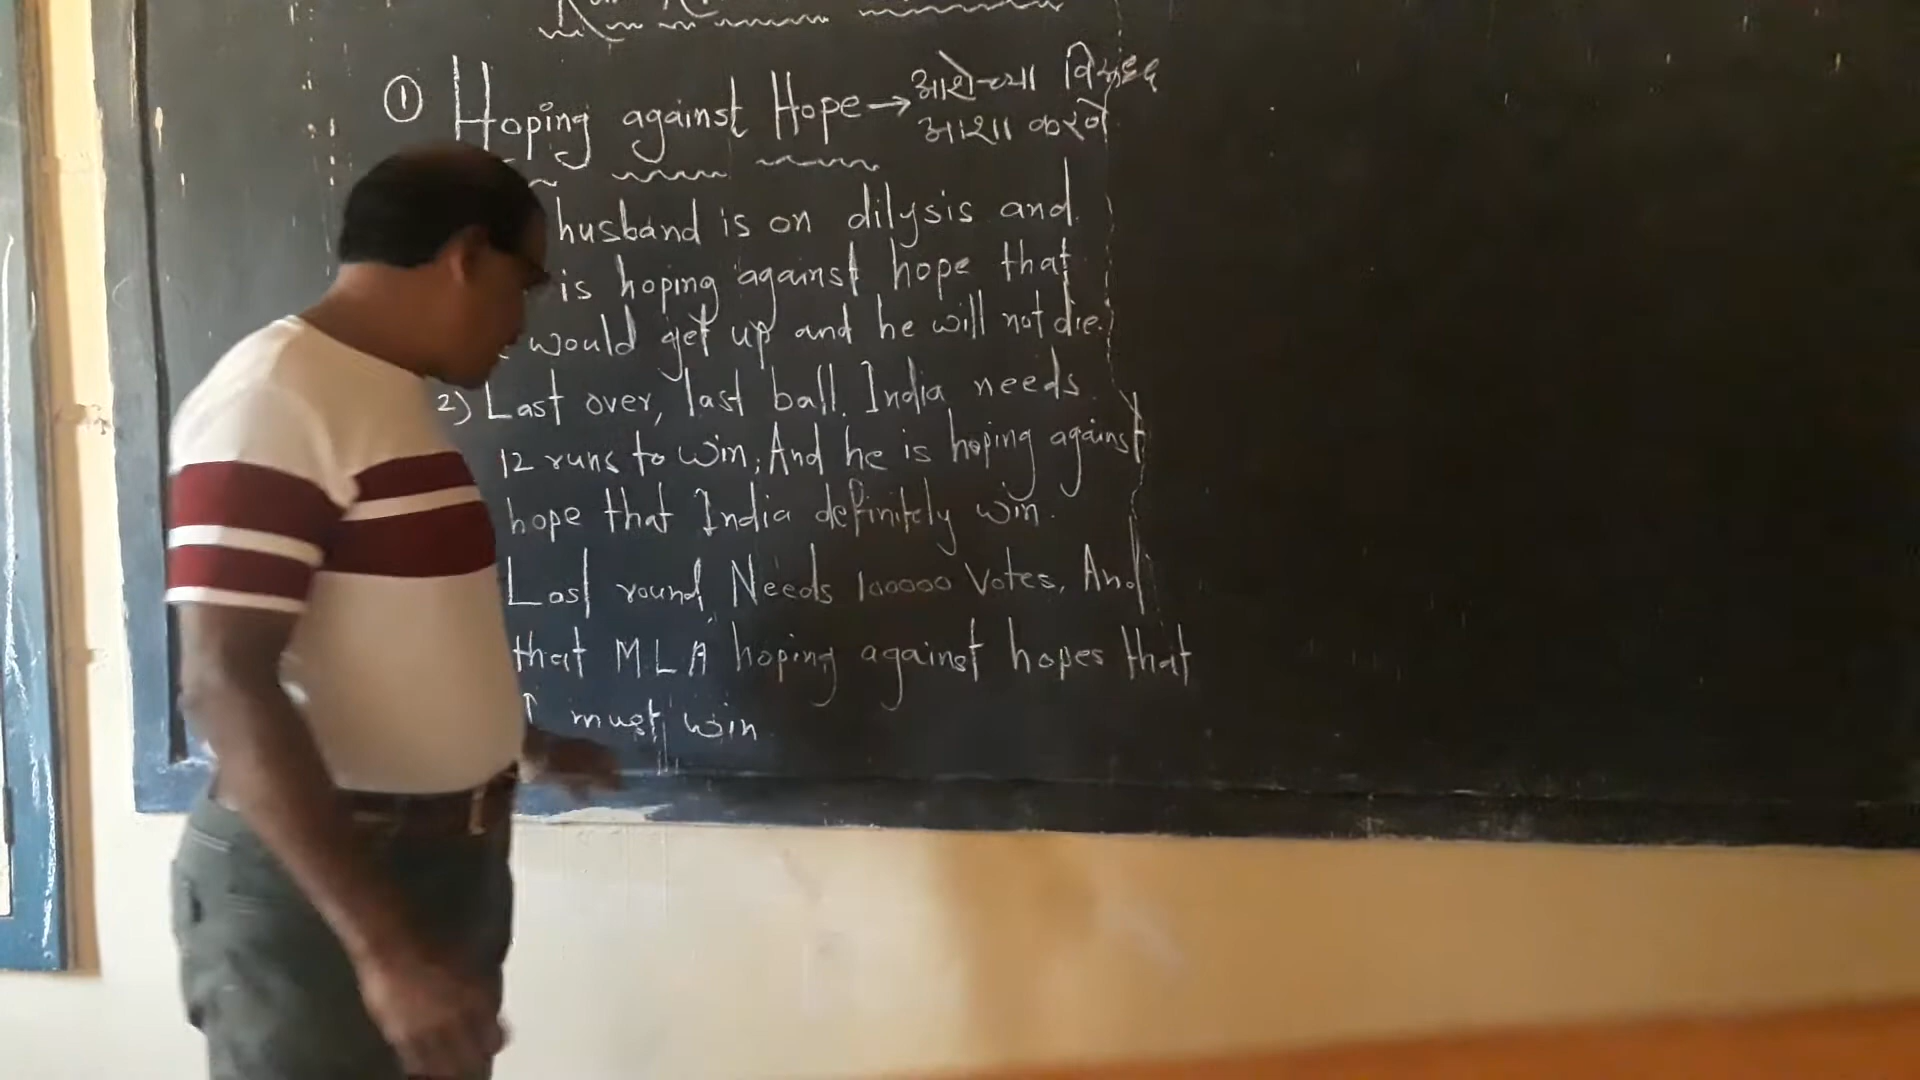 ① Hoping against Hope → आशेच्या विरुद्ध
आशा करणे
husband is on dilysis and
is hoping against hope that
would get up and he will not die.
2) Last over, last ball. India needs
12 runs to win. And he is hoping against
hope that India definitely win.
Last round, Needs 100000 Votes, And
that MLA hoping against hopes that
I must win